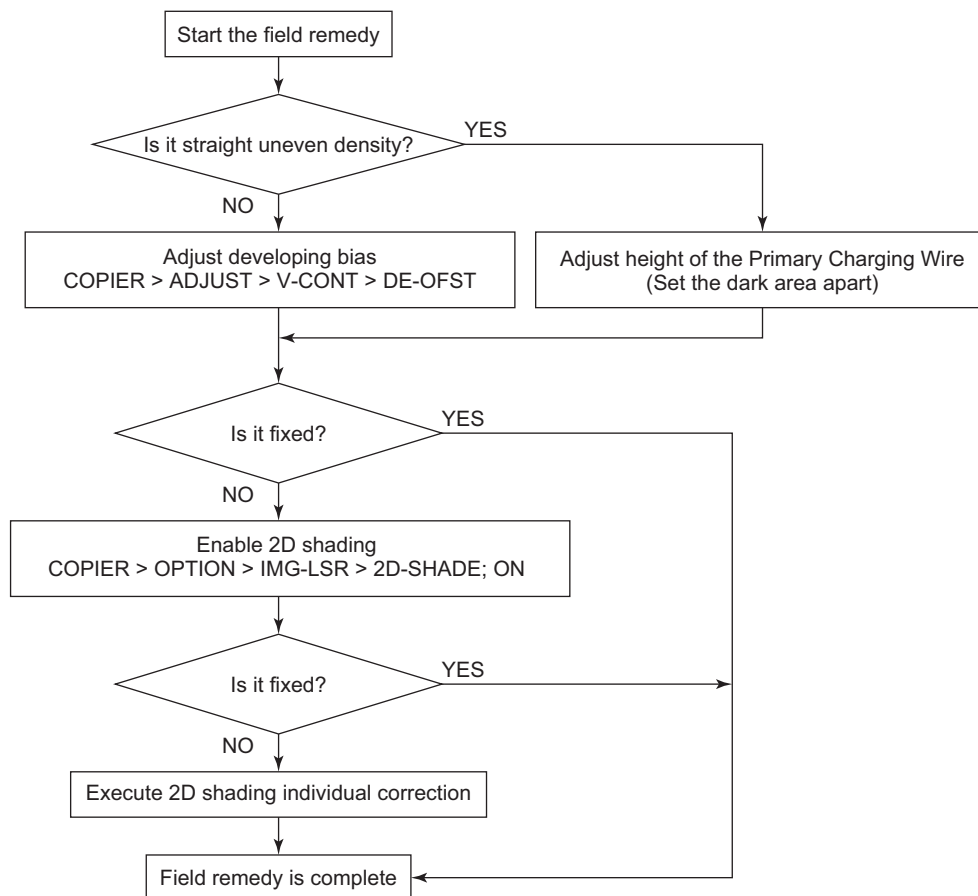 Start the field remedy
Is it straight uneven density?
YES
NO
Adjust developing bias
COPIER > ADJUST > V-CONT > DE-OFST
Adjust height of the Primary Charging Wire
(Set the dark area apart)
Is it fixed?
YES
NO
Enable 2D shading
COPIER > OPTION > IMG-LSR > 2D-SHADE; ON
Is it fixed?
YES
NO
Execute 2D shading individual correction
Field remedy is complete